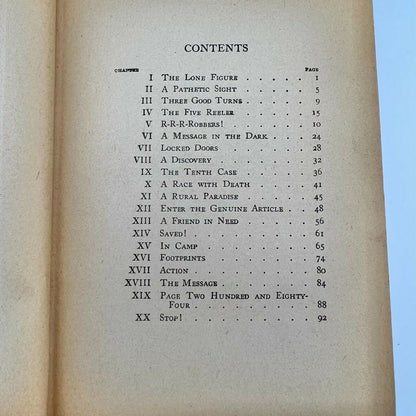 CONTENTS
CHAPTER PAGE
I The Lone Figure . . . . . 1
II A Pathetic Sight . . . . . 5
III Three Good Turns . . . . . 9
IV The Five Reeler . . . . . 15
V R-R-R-Robbers! . . . . . 10
VI A Message in the Dark . . . . 24
VII Locked Doors . . . . . . 28
VIII A Discovery . . . . . . 32
IX The Tenth Case . . . . . 36
X A Race with Death . . . . . 41
XI A Rural Paradise . . . . . 45
XII Enter the Genuine Article . . . 48
XIII A Friend in Need . . . . . 56
XIV Saved! . . . . . . . . 61
XV In Camp . . . . . . . 65
XVI Footprints . . . . . . . 74
XVII Action . . . . . . . . 80
XVIII The Message . . . . . . 84
XIX Page Two Hundred and Eighty-
Four . . . . . . . . 88
XX Stop! . . . . . . . . 92